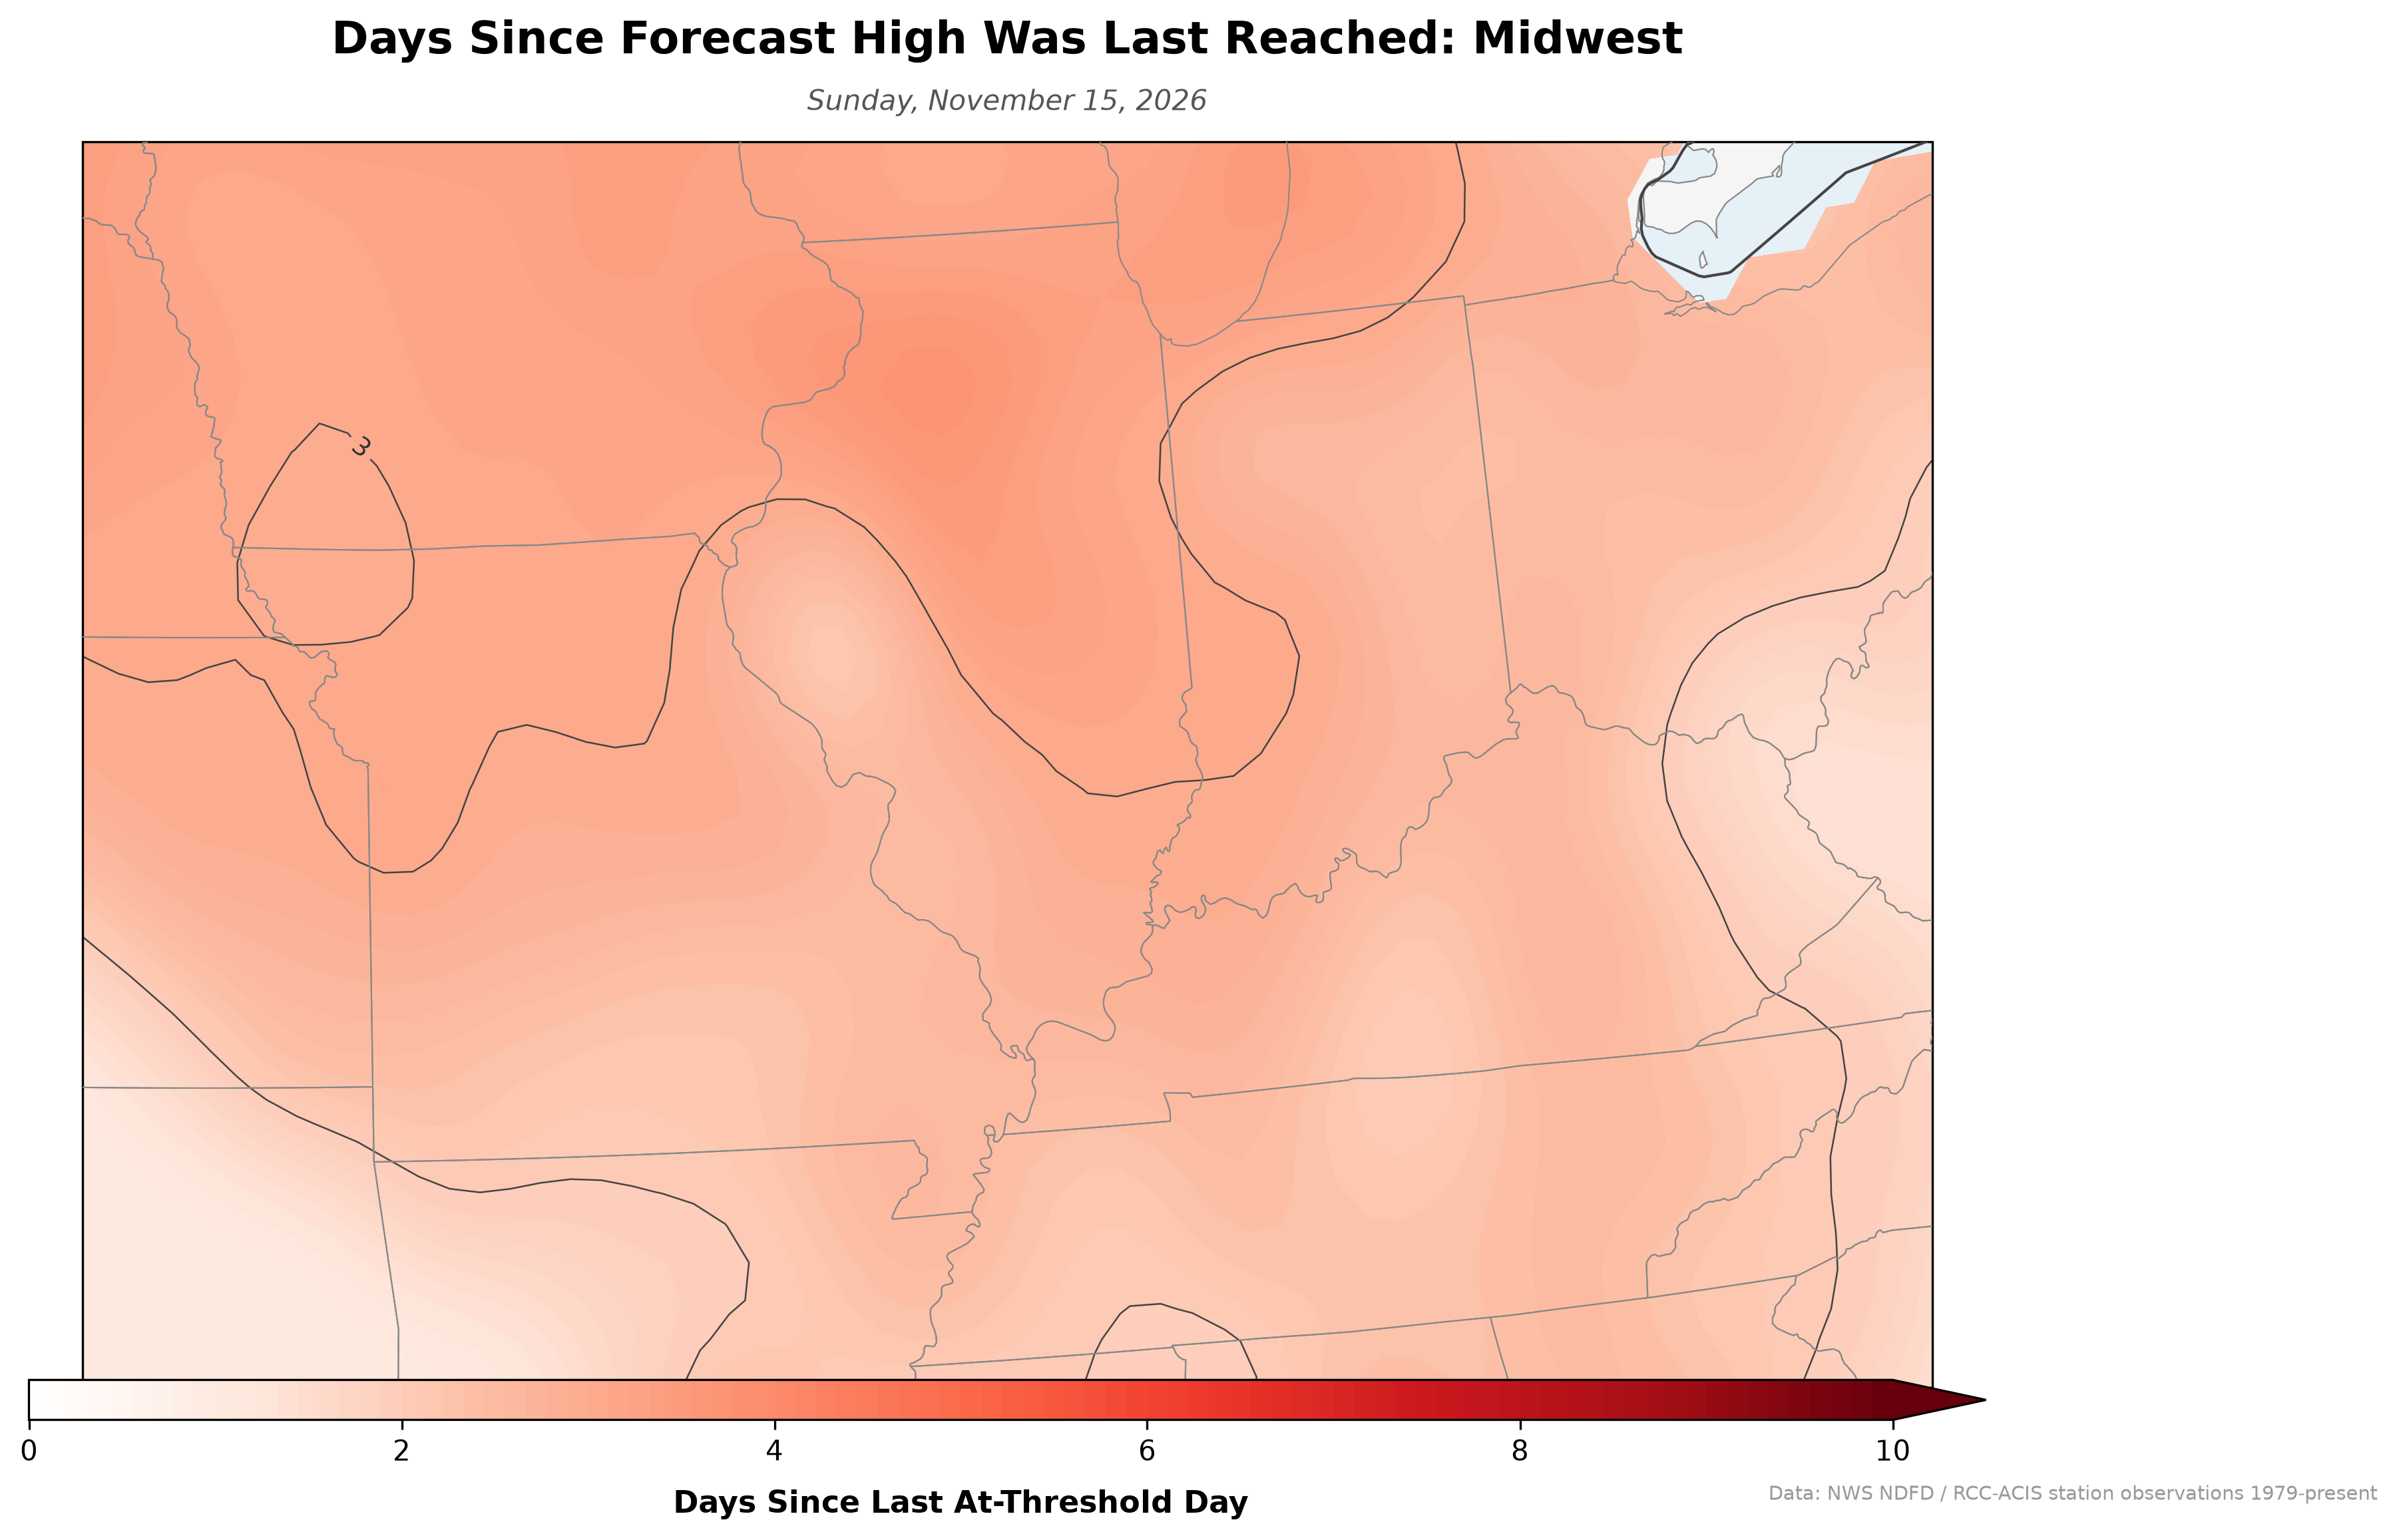 Days Since Forecast High Was Last Reached: Midwest
Sunday, November 15, 2026
3
0 2 4 6 8 10
Days Since Last At-Threshold Day
Data: NWS NDFD / RCC-ACIS station observations 1979-present